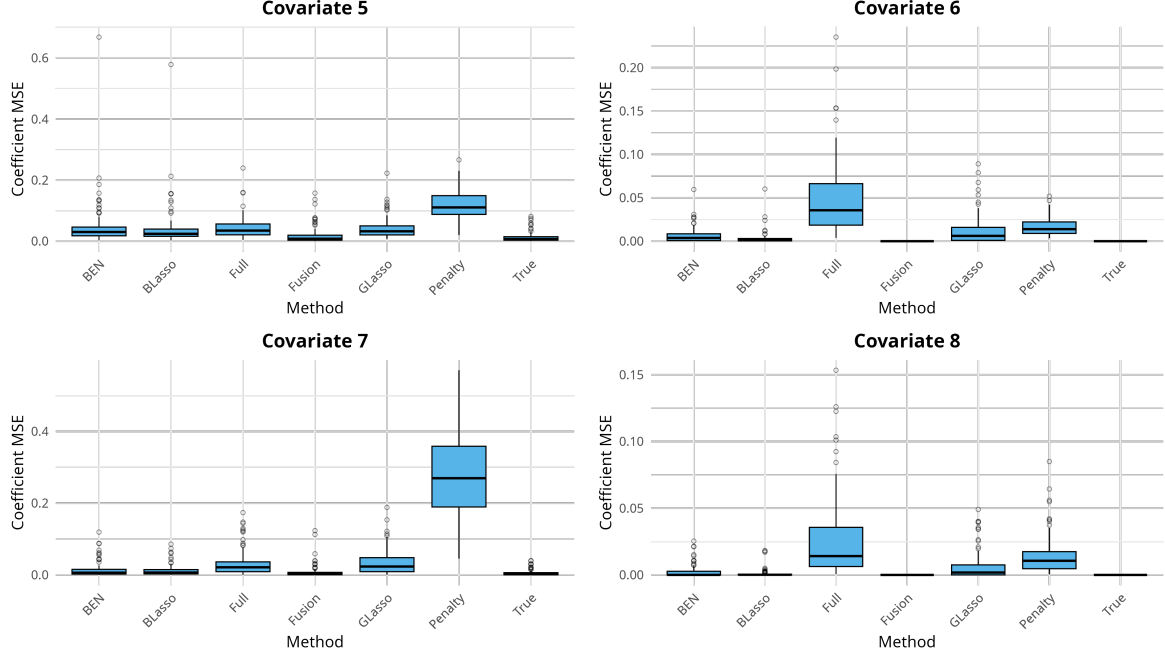 Covariate 5
Coefficient MSE
0.6
0.4
0.2
0.0
BEN
BLasso
Full
Fusion
GLasso
Penalty
True
Method
Covariate 6
Coefficient MSE
0.20
0.15
0.10
0.05
0.00
BEN
BLasso
Full
Fusion
GLasso
Penalty
True
Method
Covariate 7
Coefficient MSE
0.4
0.2
0.0
BEN
BLasso
Full
Fusion
GLasso
Penalty
True
Method
Covariate 8
Coefficient MSE
0.15
0.10
0.05
0.00
BEN
BLasso
Full
Fusion
GLasso
Penalty
True
Method